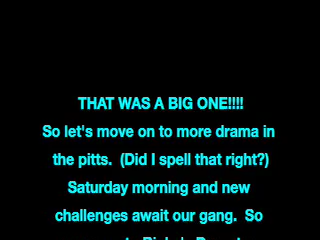 THAT WAS A BIG ONE!!!!
So let's move on to more drama in
the pitts.  (Did I spell that right?)
Saturday morning and new
challenges await our gang.  So